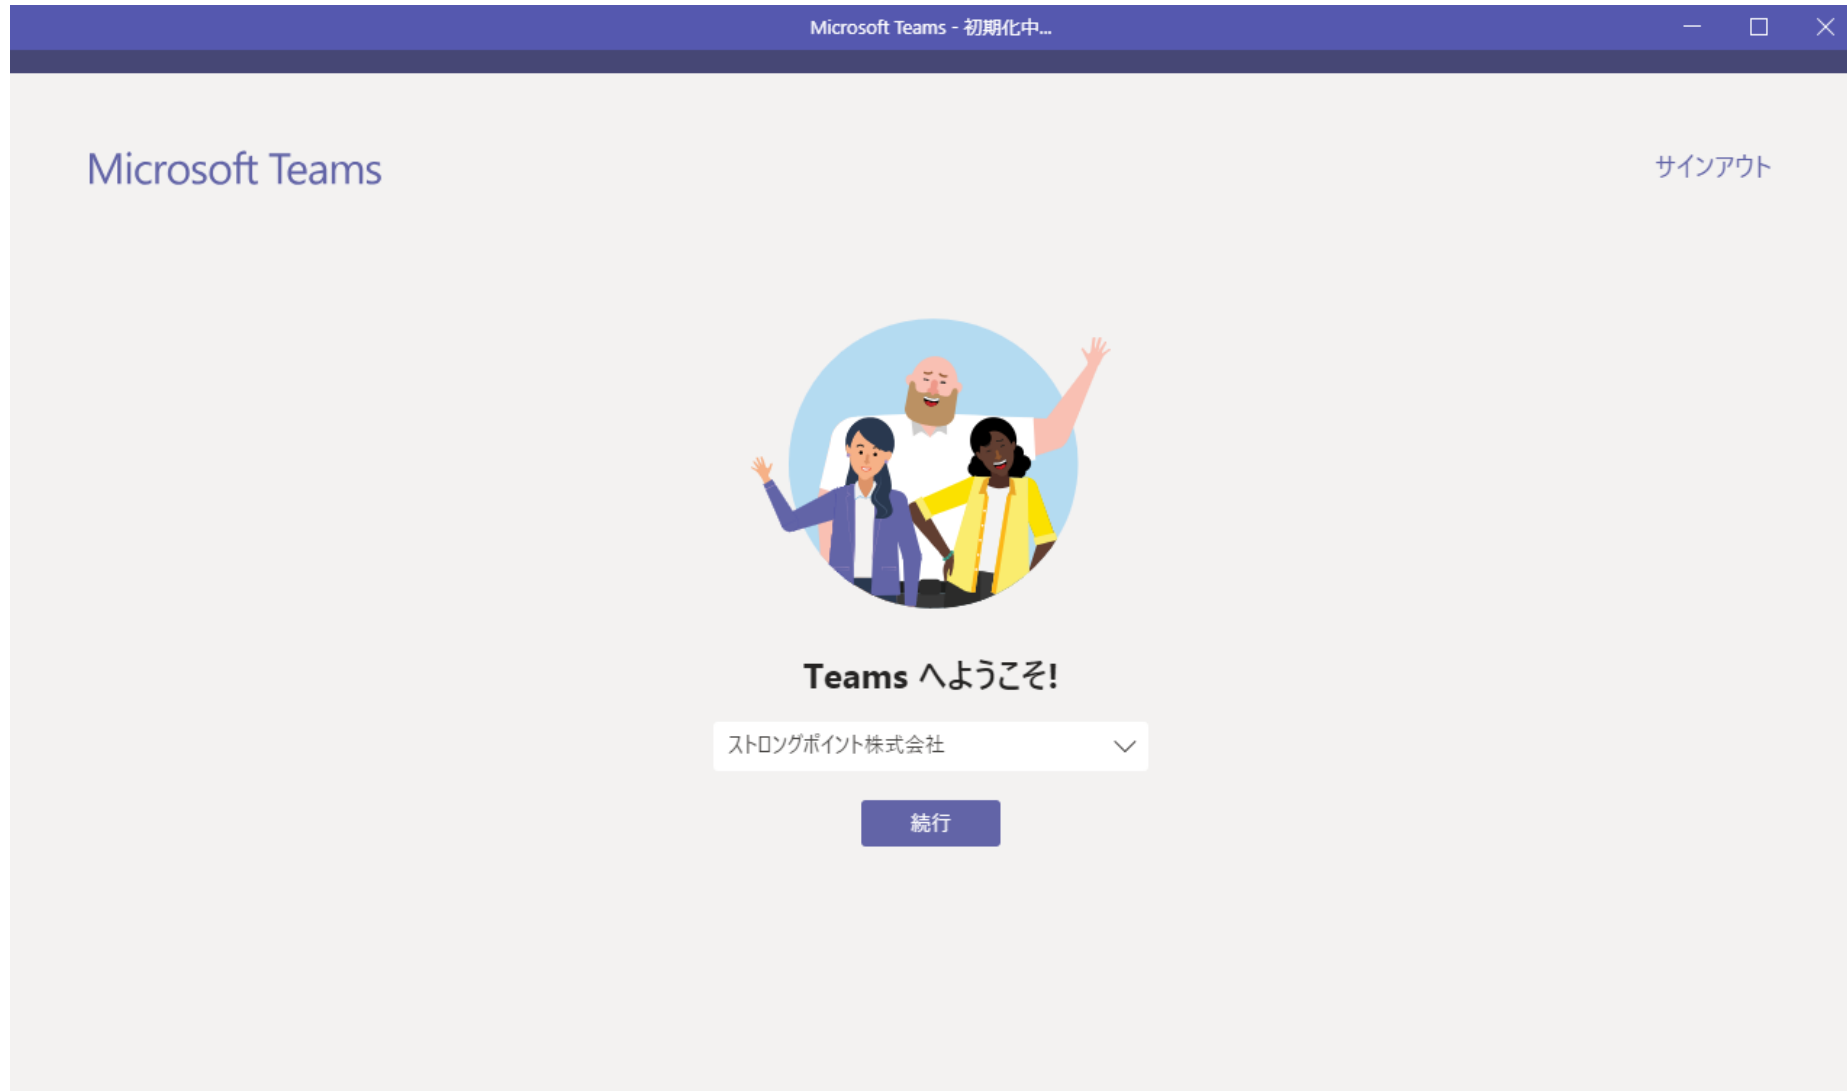 Microsoft Teams - 初期化中...
Microsoft Teams
サインアウト
Teams へようこそ!
ストロングポイント株式会社
続行